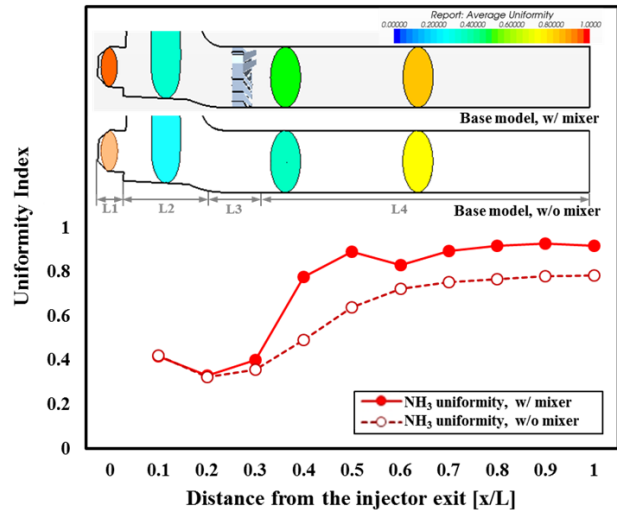 Report: Average Uniformity
0.00000 0.20000 0.40000 0.60000 0.80000 1.0000
Base model, w/ mixer
L1 L2 L3 L4
Base model, w/o mixer
Uniformity Index
1
0.8
0.6
0.4
0.2
0
NH₃ uniformity, w/ mixer
NH₃ uniformity, w/o mixer
0 0.1 0.2 0.3 0.4 0.5 0.6 0.7 0.8 0.9 1
Distance from the injector exit [x/L]